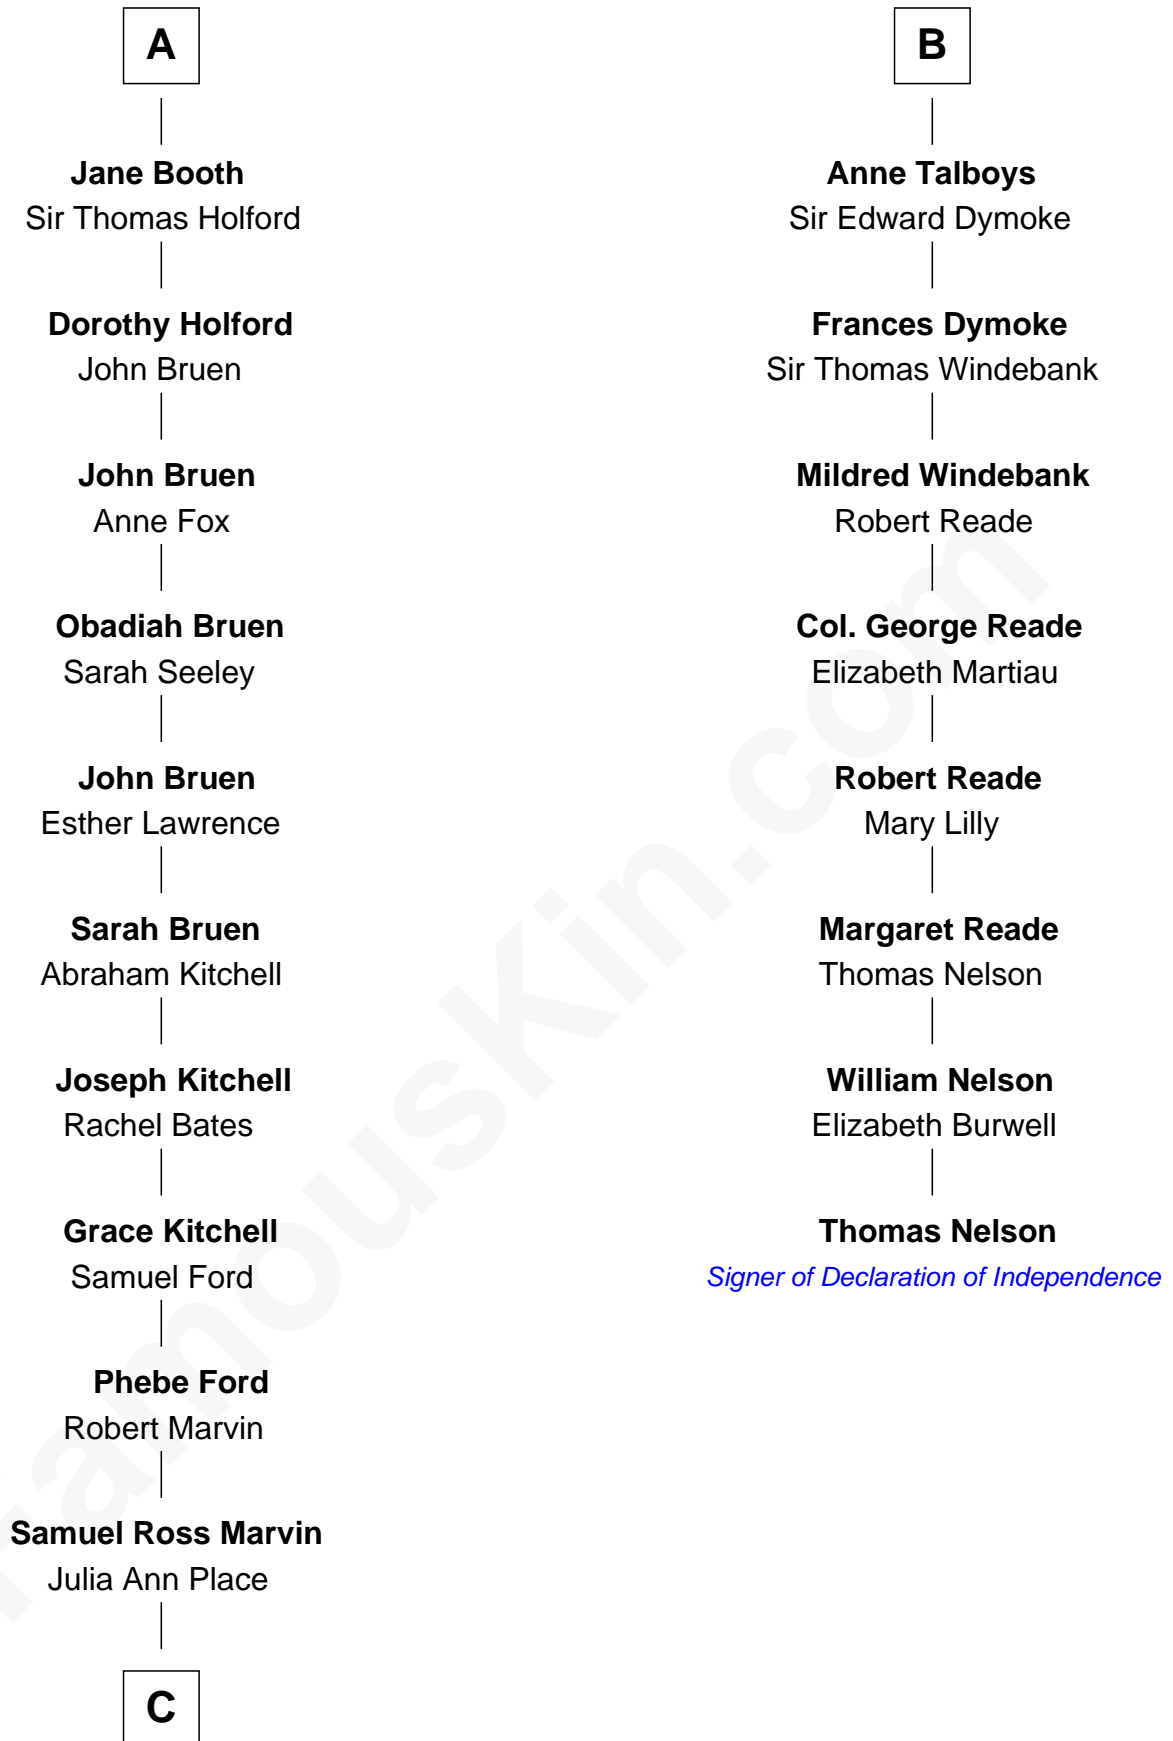 A
Jane Booth
Sir Thomas Holford
Dorothy Holford
John Bruen
John Bruen
Anne Fox
Obadiah Bruen
Sarah Seeley
John Bruen
Esther Lawrence
Sarah Bruen
Abraham Kitchell
Joseph Kitchell
Rachel Bates
Grace Kitchell
Samuel Ford
Phebe Ford
Robert Marvin
Samuel Ross Marvin
Julia Ann Place
C
B
Anne Talboys
Sir Edward Dymoke
Frances Dymoke
Sir Thomas Windebank
Mildred Windebank
Robert Reade
Col. George Reade
Elizabeth Martiau
Robert Reade
Mary Lilly
Margaret Reade
Thomas Nelson
William Nelson
Elizabeth Burwell
Thomas Nelson
Signer of Declaration of Independence
FamousKin.com